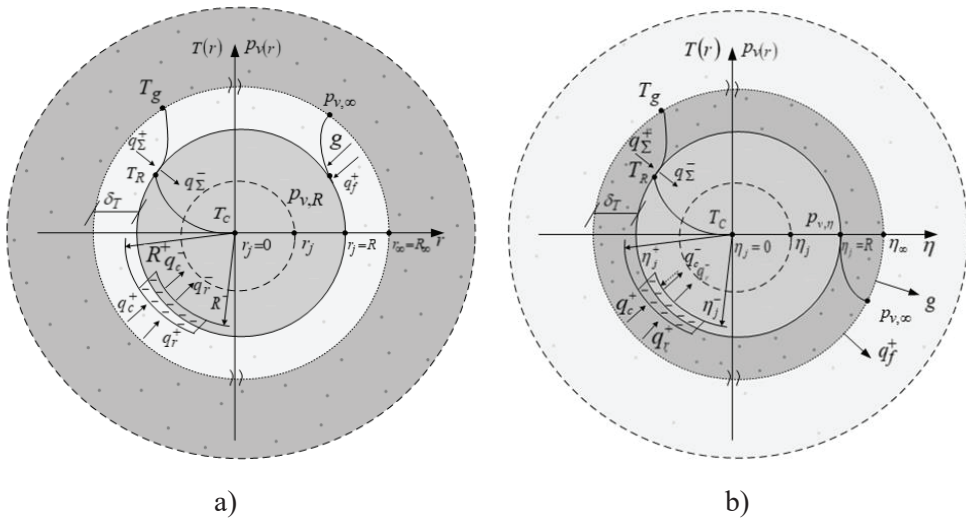 T(r) p_v(r)
T_g
p_{v,∞}
q_Σ^+
g
T_R
q_Σ^-
q_f^+
δ_T
p_{v,R}
T_C
r_j=0
r_j
r_j=R
r_∞=R_∞
r
R^+
q_c^-
q_r^-
R^-
q_c^+
q_r^+
a)
T(r) p_v(r)
T_g
q_Σ^+
T_R
q_Σ^-
δ_T
T_C
p_{v,η}
η_j=0
η_j
η_j=R
η_∞
η
η_j^+
q_c^-
η_j^-
q_c^+
q_r^+
g
p_{v,∞}
q_f^+
b)